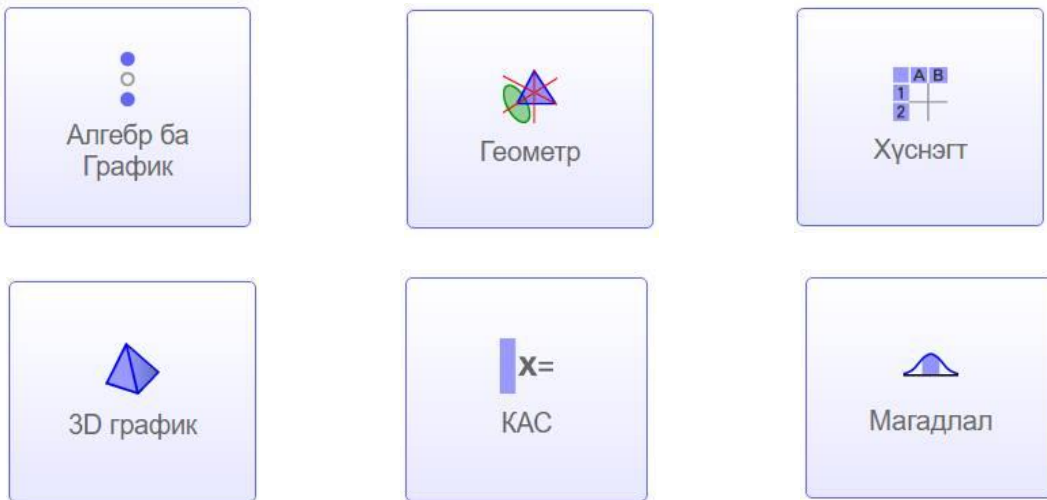 Алгебр ба
График
Геометр
A B
1
2
Хүснэгт
3D график
x=
КАС
Магадлал